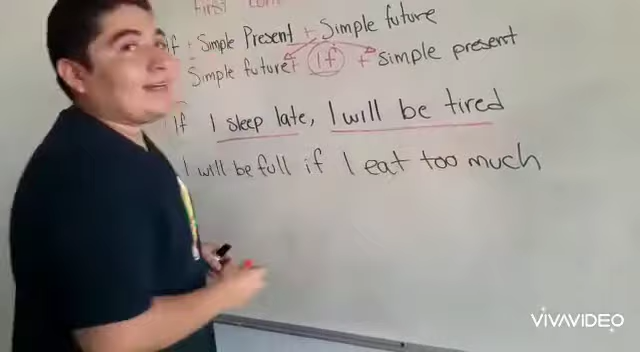 First Con
If + Simple Present + Simple future
Simple future + If + simple present
If I sleep late, I will be tired
I will be full if I eat too much
VIVAVIDEO